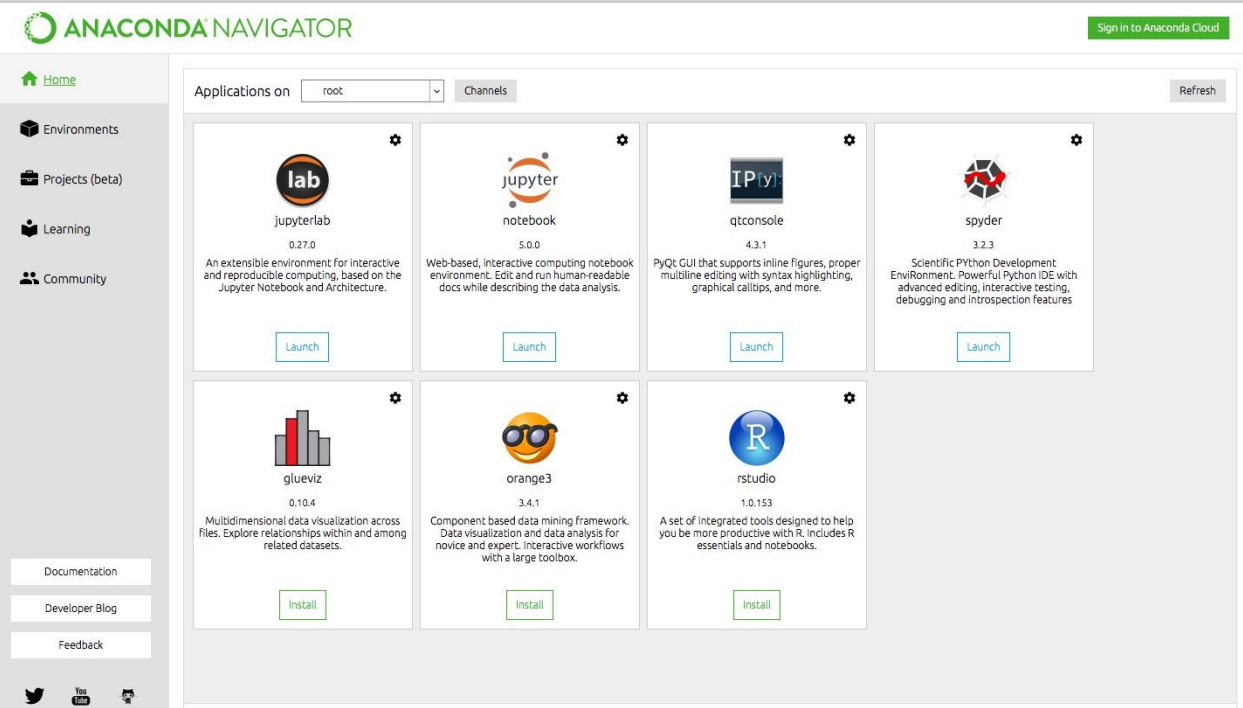 ANACONDA NAVIGATOR
Sign in to Anaconda Cloud
Home
Environments
Projects (beta)
Learning
Community
Documentation
Developer Blog
Feedback
You
Tube
Applications on root Channels Refresh
lab
jupyterlab
0.27.0
An extensible environment for interactive
and reproducible computing, based on the
Jupyter Notebook and Architecture.
Launch
jupyter
notebook
5.0.0
Web-based, interactive computing notebook
environment. Edit and run human-readable
docs while describing the data analysis.
Launch
IP[y]:
qtconsole
4.3.1
PyQt GUI that supports inline figures, proper
multiline editing with syntax highlighting,
graphical calltips, and more.
Launch
spyder
3.2.3
Scientific PYthon Development
EnviRonment. Powerful Python IDE with
advanced editing, interactive testing,
debugging and introspection features
Launch
glueviz
0.10.4
Multidimensional data visualization across
files. Explore relationships within and among
related datasets.
Install
orange3
3.4.1
Component based data mining framework.
Data visualization and data analysis for
novice and expert. Interactive workflows
with a large toolbox.
Install
R
rstudio
1.0.153
A set of integrated tools designed to help
you be more productive with R. Includes R
essentials and notebooks.
Install